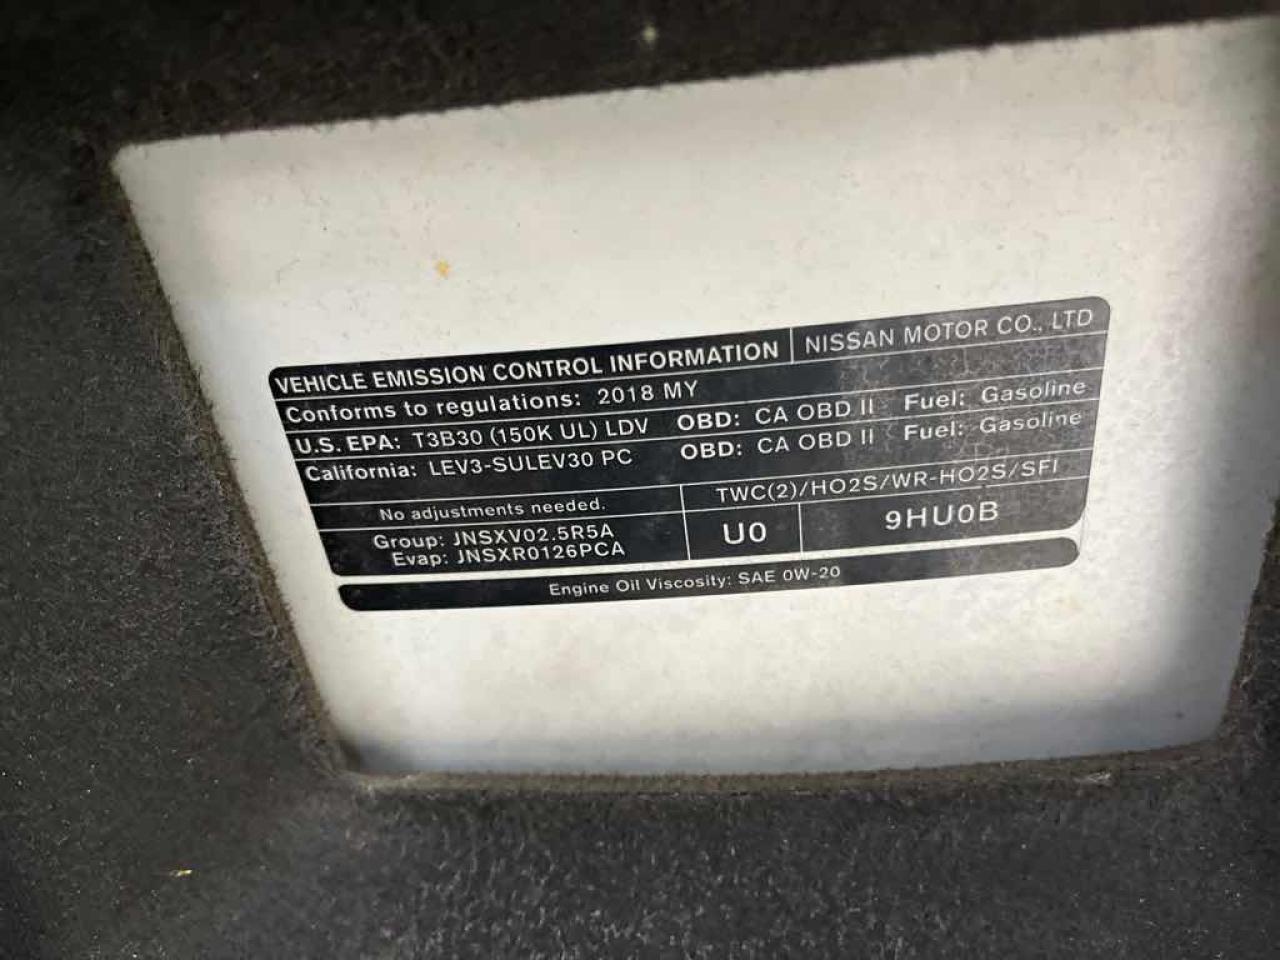 VEHICLE EMISSION CONTROL INFORMATION NISSAN MOTOR CO., LTD
Conforms to regulations: 2018 MY
U.S. EPA: T3B30 (150K UL) LDV OBD: CA OBD II Fuel: Gasoline
California: LEV3-SULEV30 PC OBD: CA OBD II Fuel: Gasoline
No adjustments needed. TWC(2)/HO2S/WR-HO2S/SFI
Group: JNSXV02.5R5A
Evap: JNSXR0126PCA
U0 9HU0B
Engine Oil Viscosity: SAE 0W-20